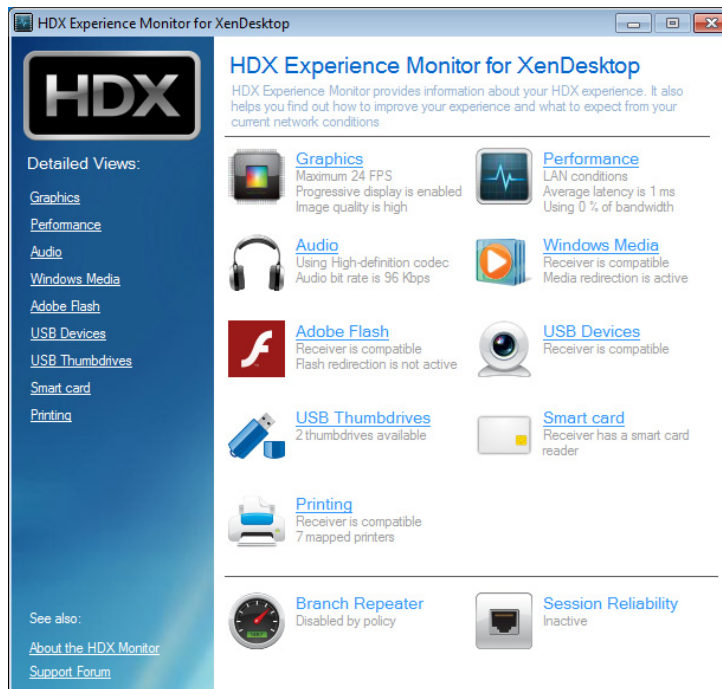 HDX Experience Monitor for XenDesktop
HDX
Detailed Views:
Graphics
Performance
Audio
Windows Media
Adobe Flash
USB Devices
USB Thumbdrives
Smart card
Printing
See also:
About the HDX Monitor
Support Forum
HDX Experience Monitor for XenDesktop
HDX Experience Monitor provides information about your HDX experience. It also
helps you find out how to improve your experience and what to expect from your
current network conditions
Graphics
Maximum 24 FPS
Progressive display is enabled
Image quality is high
Performance
LAN conditions
Average latency is 1 ms
Using 0 % of bandwidth
Audio
Using High-definition codec
Audio bit rate is 96 Kbps
Windows Media
Receiver is compatible
Media redirection is active
Adobe Flash
Receiver is compatible
Flash redirection is not active
USB Devices
Receiver is compatible
USB Thumbdrives
2 thumbdrives available
Smart card
Receiver has a smart card
reader
Printing
Receiver is compatible
7 mapped printers
Branch Repeater
Disabled by policy
Session Reliability
Inactive